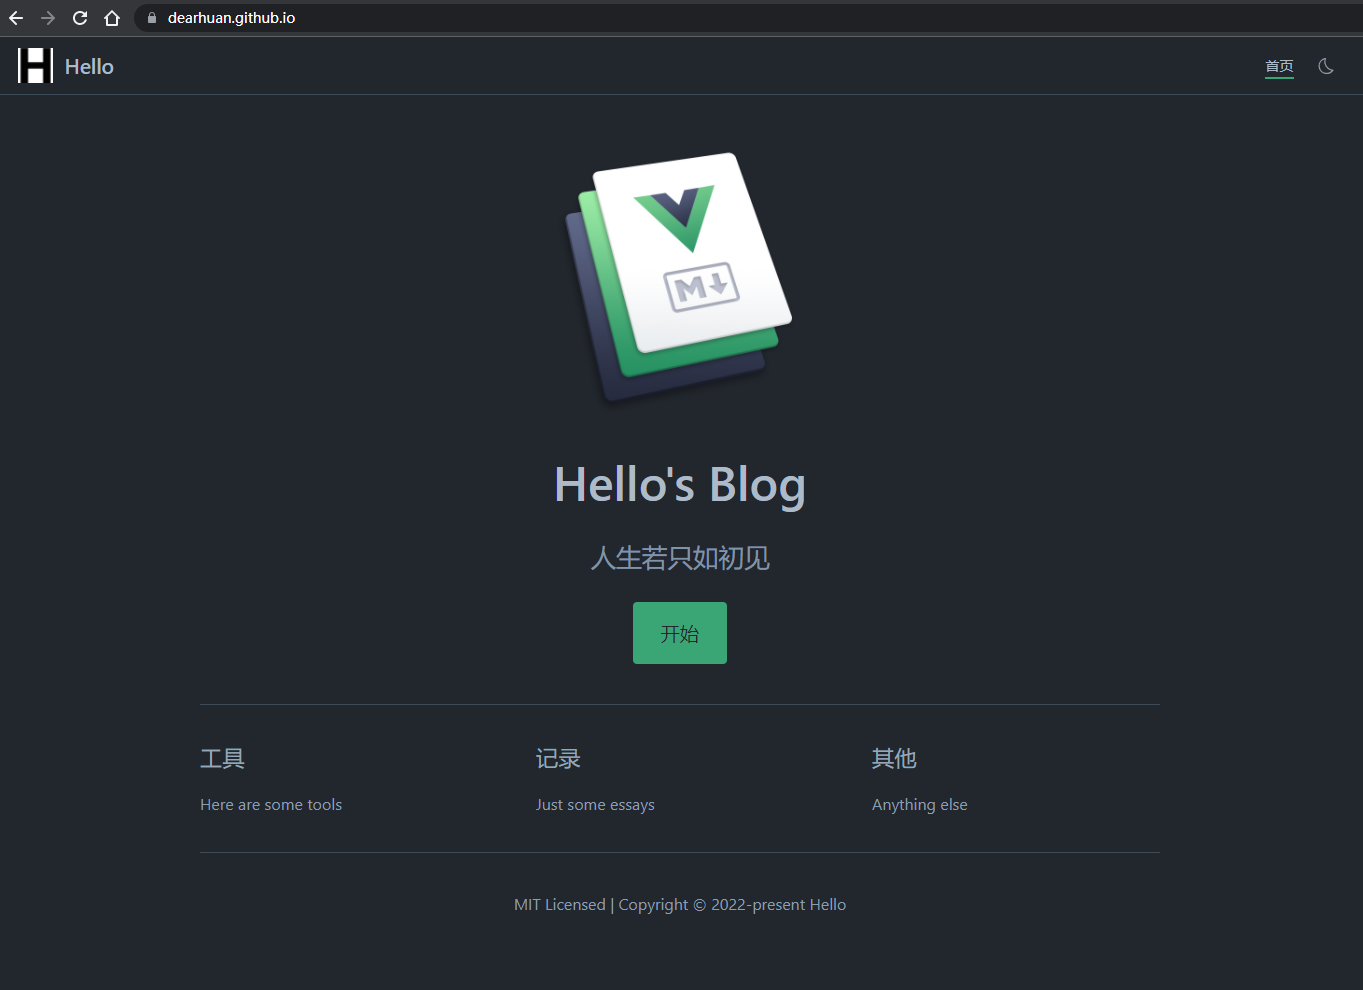 dearhuan.github.io
H Hello
首页
V
M
Hello's Blog
人生若只如初见
开始
工具
记录
其他
Here are some tools
Just some essays
Anything else
MIT Licensed | Copyright © 2022-present Hello